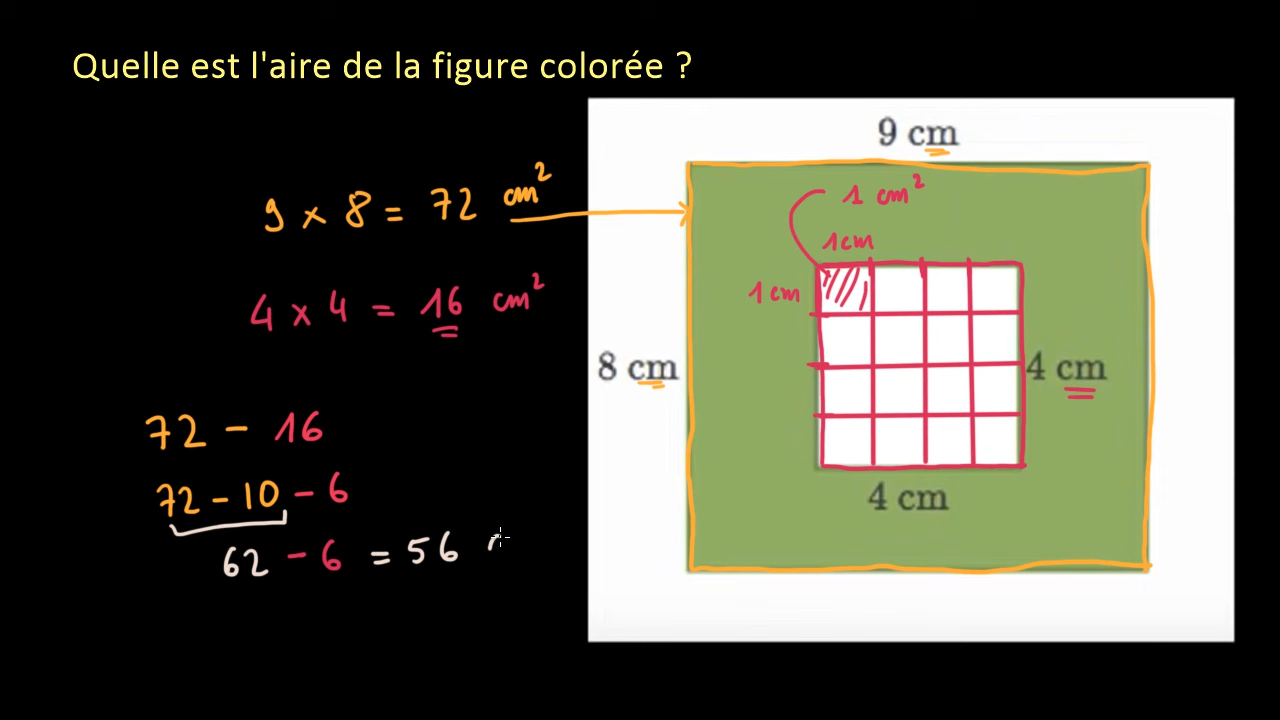 Quelle est l'aire de la figure colorée ?
9 cm
9 x 8 = 72 cm²
1 cm²
1cm
4 x 4 = 16 cm²
1 cm
8 cm
4 cm
72 - 16
72 - 10 - 6
4 cm
62 - 6 = 56